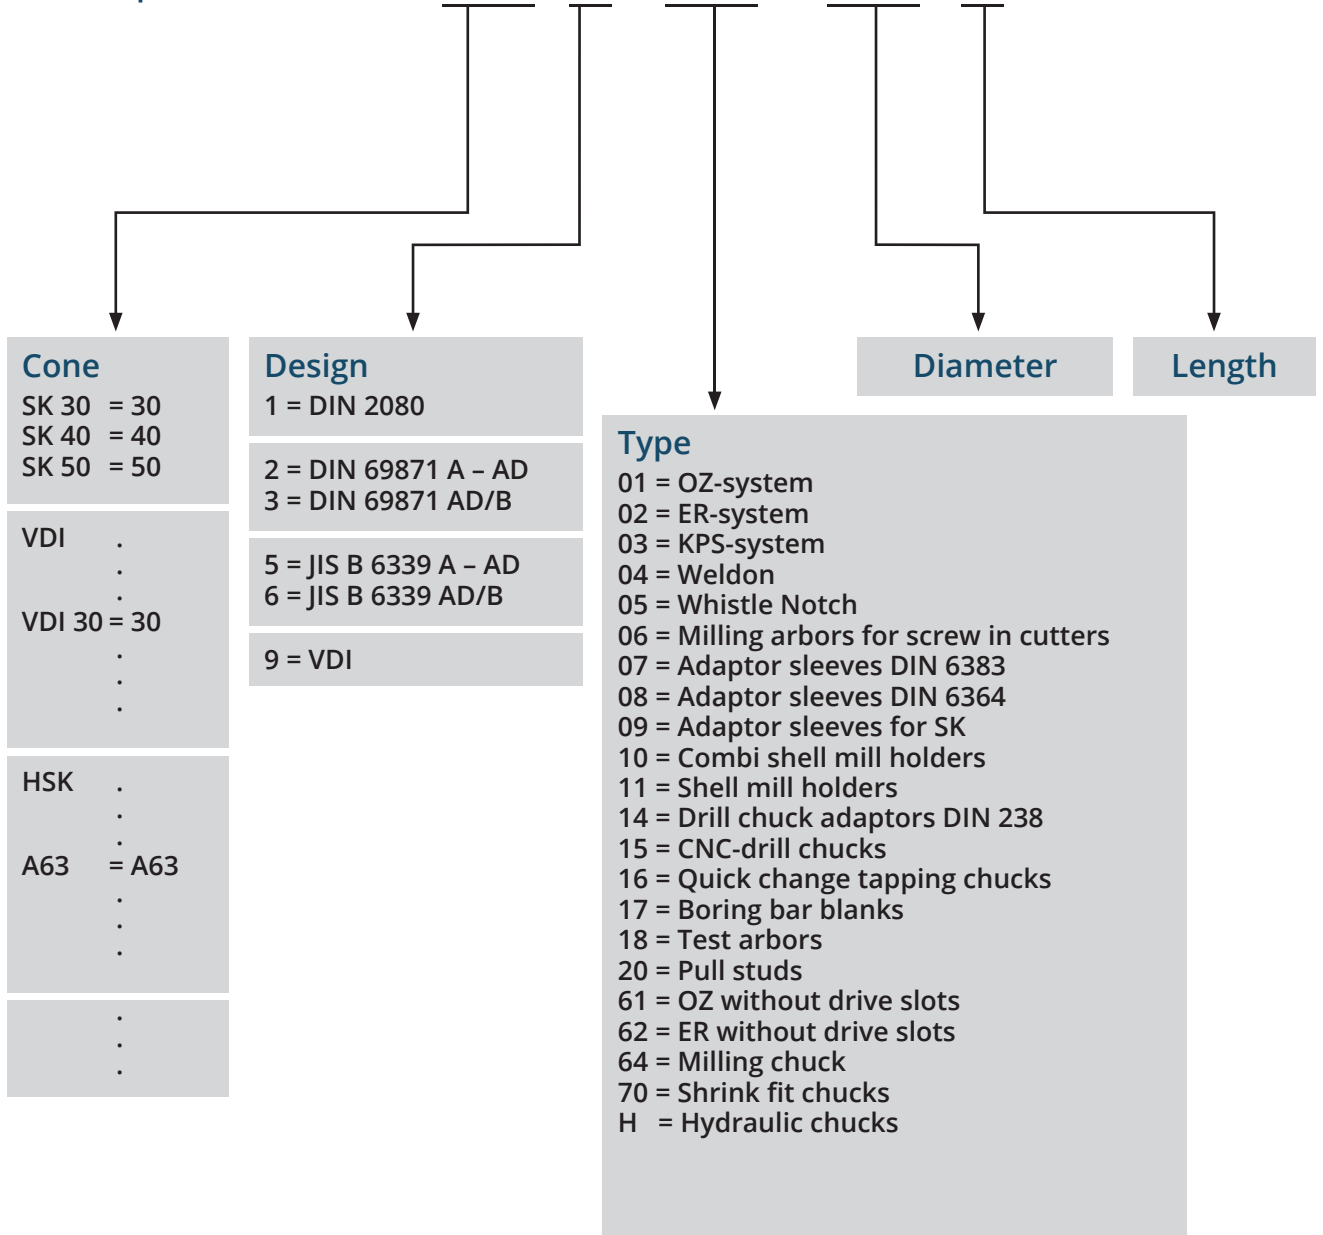 Cone
SK 30 = 30
SK 40 = 40
SK 50 = 50
VDI .
.
.
VDI 30 = 30
.
.
.
HSK .
.
.
A63 = A63
.
.
.
.
.
.
Design
1 = DIN 2080
2 = DIN 69871 A – AD
3 = DIN 69871 AD/B
5 = JIS B 6339 A – AD
6 = JIS B 6339 AD/B
9 = VDI
Type
01 = OZ-system
02 = ER-system
03 = KPS-system
04 = Weldon
05 = Whistle Notch
06 = Milling arbors for screw in cutters
07 = Adaptor sleeves DIN 6383
08 = Adaptor sleeves DIN 6364
09 = Adaptor sleeves for SK
10 = Combi shell mill holders
11 = Shell mill holders
14 = Drill chuck adaptors DIN 238
15 = CNC-drill chucks
16 = Quick change tapping chucks
17 = Boring bar blanks
18 = Test arbors
20 = Pull studs
61 = OZ without drive slots
62 = ER without drive slots
64 = Milling chuck
70 = Shrink fit chucks
H = Hydraulic chucks
Diameter
Length